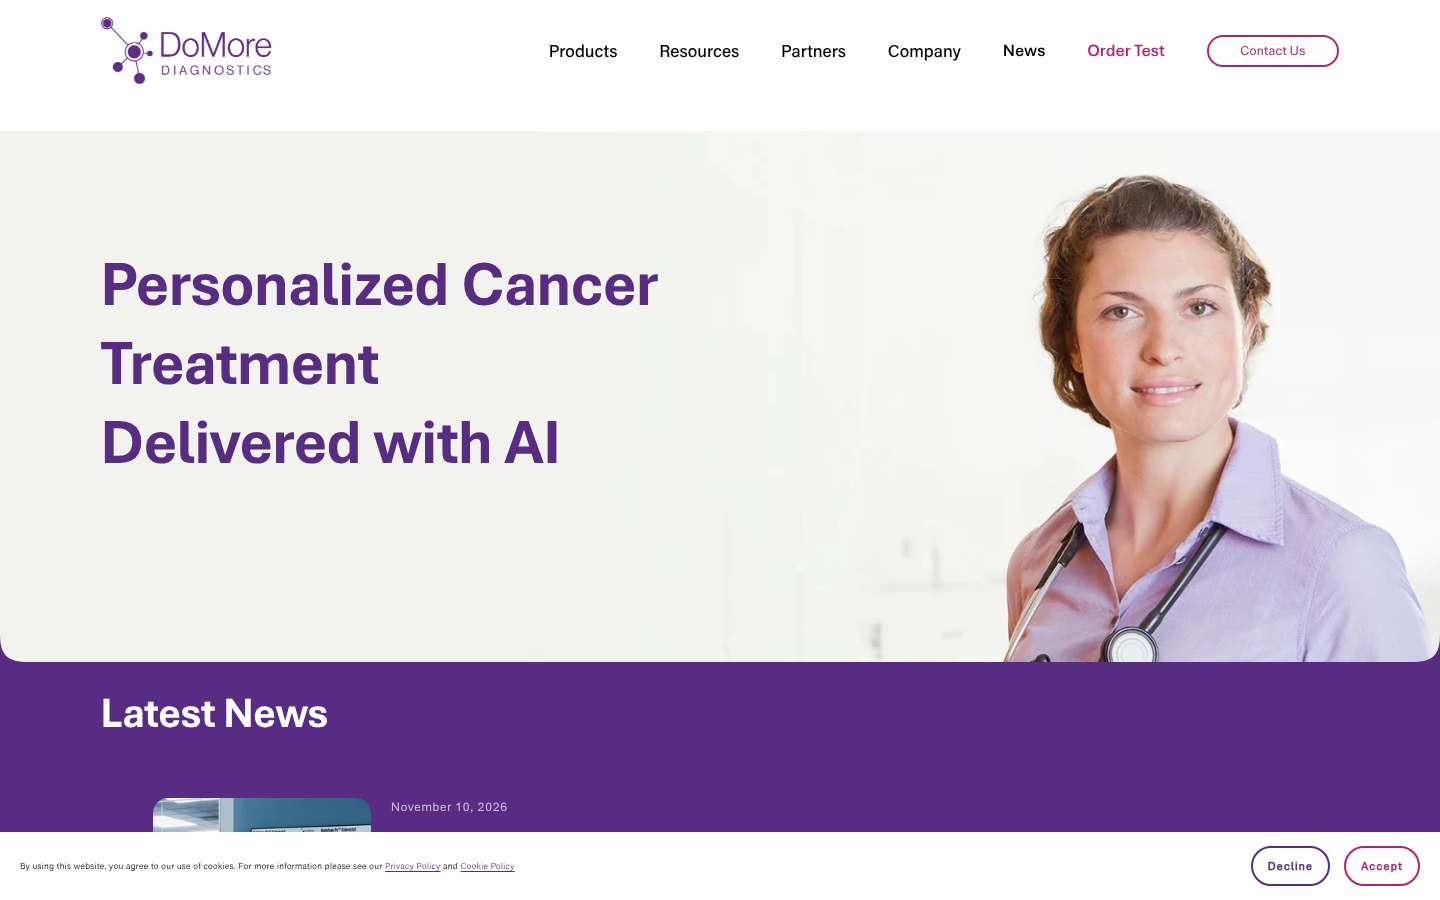 DoMore
DIAGNOSTICS
Products
Resources
Partners
Company
News
Order Test
Contact Us
Personalized Cancer
Treatment
Delivered with AI
Latest News
November 10, 2026
By using this website, you agree to our use of cookies. For more information please see our Privacy Policy and Cookie Policy
Decline
Accept